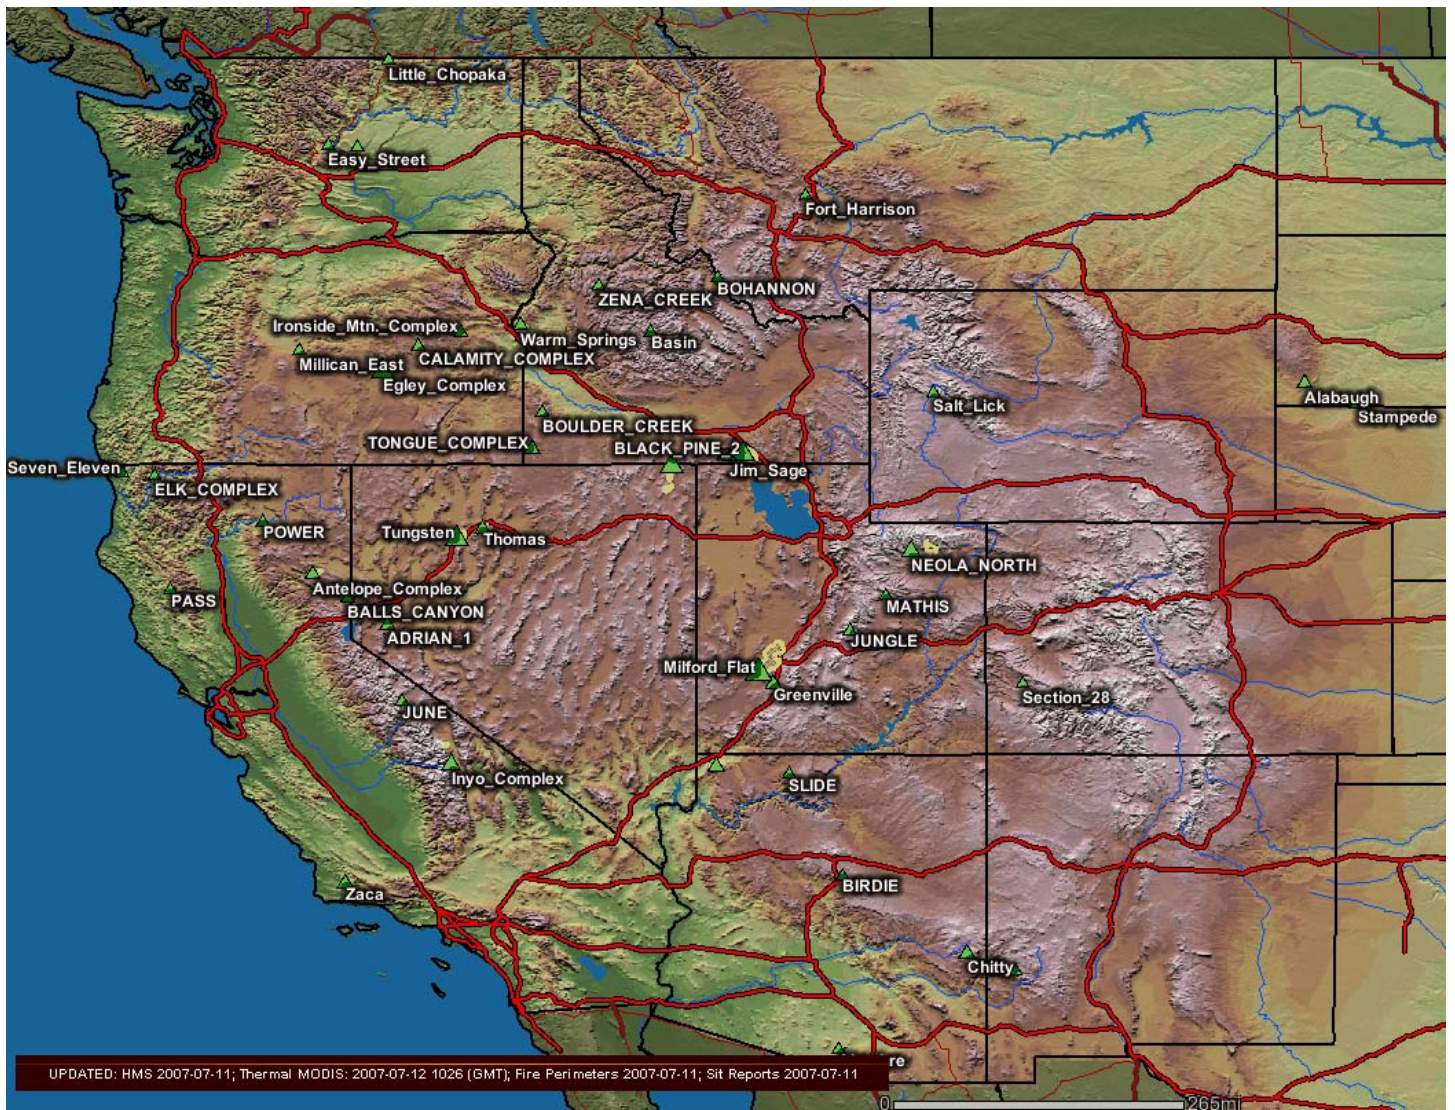 Little_Chopaka
Easy_Street
Fort_Harrison
BOHANNON
ZENA_CREEK
Ironside_Mtn._Complex
Warm_Springs
Basin
CALAMITY_COMPLEX
Millican_East
Egley_Complex
Alabaugh
Salt_Lick
Stampede
BOULDER_CREEK
TONGUE_COMPLEX
BLACK_PINE_2
Seven_Eleven
Jim_Sage
ELK_COMPLEX
POWER
Tungsten
Thomas
NEOLA_NORTH
Antelope_Complex
PASS
BALLS_CANYON
MATHIS
ADRIAN_1
JUNGLE
Milford_Flat
Greenville
Section_28
JUNE
Inyo_Complex
SLIDE
BIRDIE
Zaca
Chitty
UPDATED: HMS 2007-07-11; Thermal MODIS: 2007-07-12 1026 (GMT); Fire Perimeters 2007-07-11; Sit Reports 2007-07-11
0 265mi